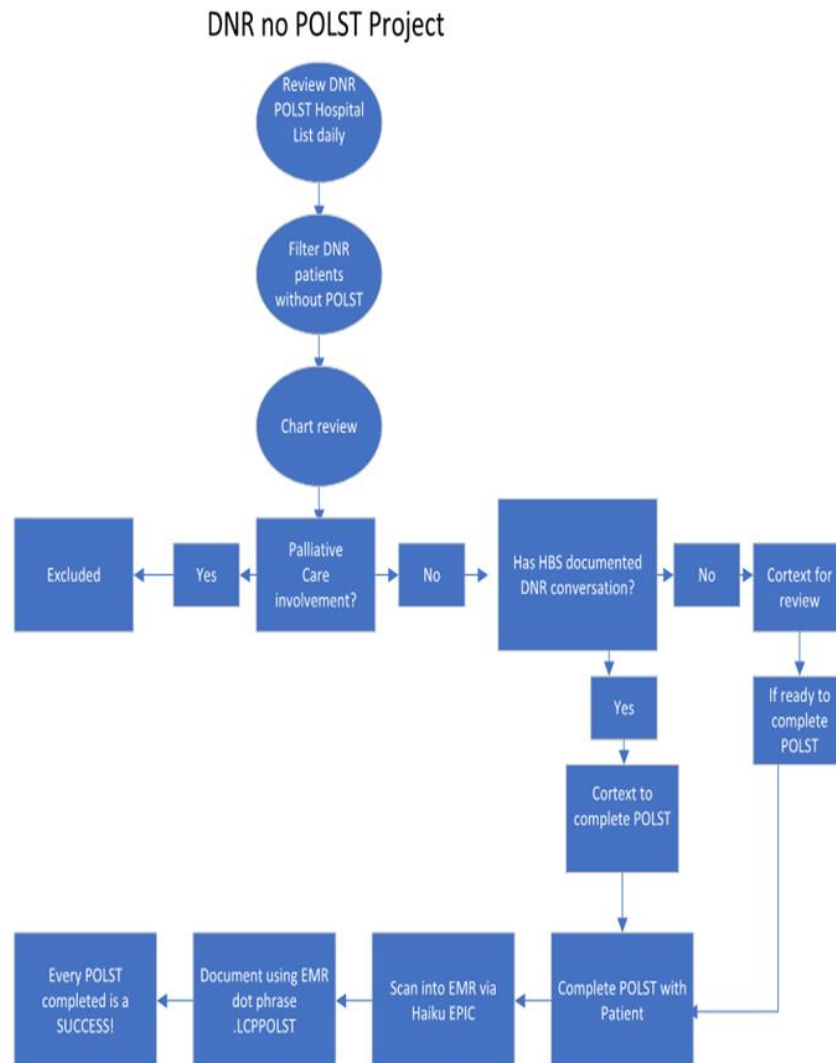 DNR no POLST Project
Review DNR
POLST Hospital
List daily
Filter DNR
patients
without POLST
Chart review
Excluded
Yes
Palliative
Care
involvement?
No
Has HBS documented
DNR conversation?
No
Cortext for
review
Yes
If ready to
complete
POLST
Cortext to
complete POLST
Every POLST
completed is a
SUCCESS!
Document using EMR
dot phrase
.LCPPOLST
Scan into EMR via
Haiku EPIC
Complete POLST with
Patient